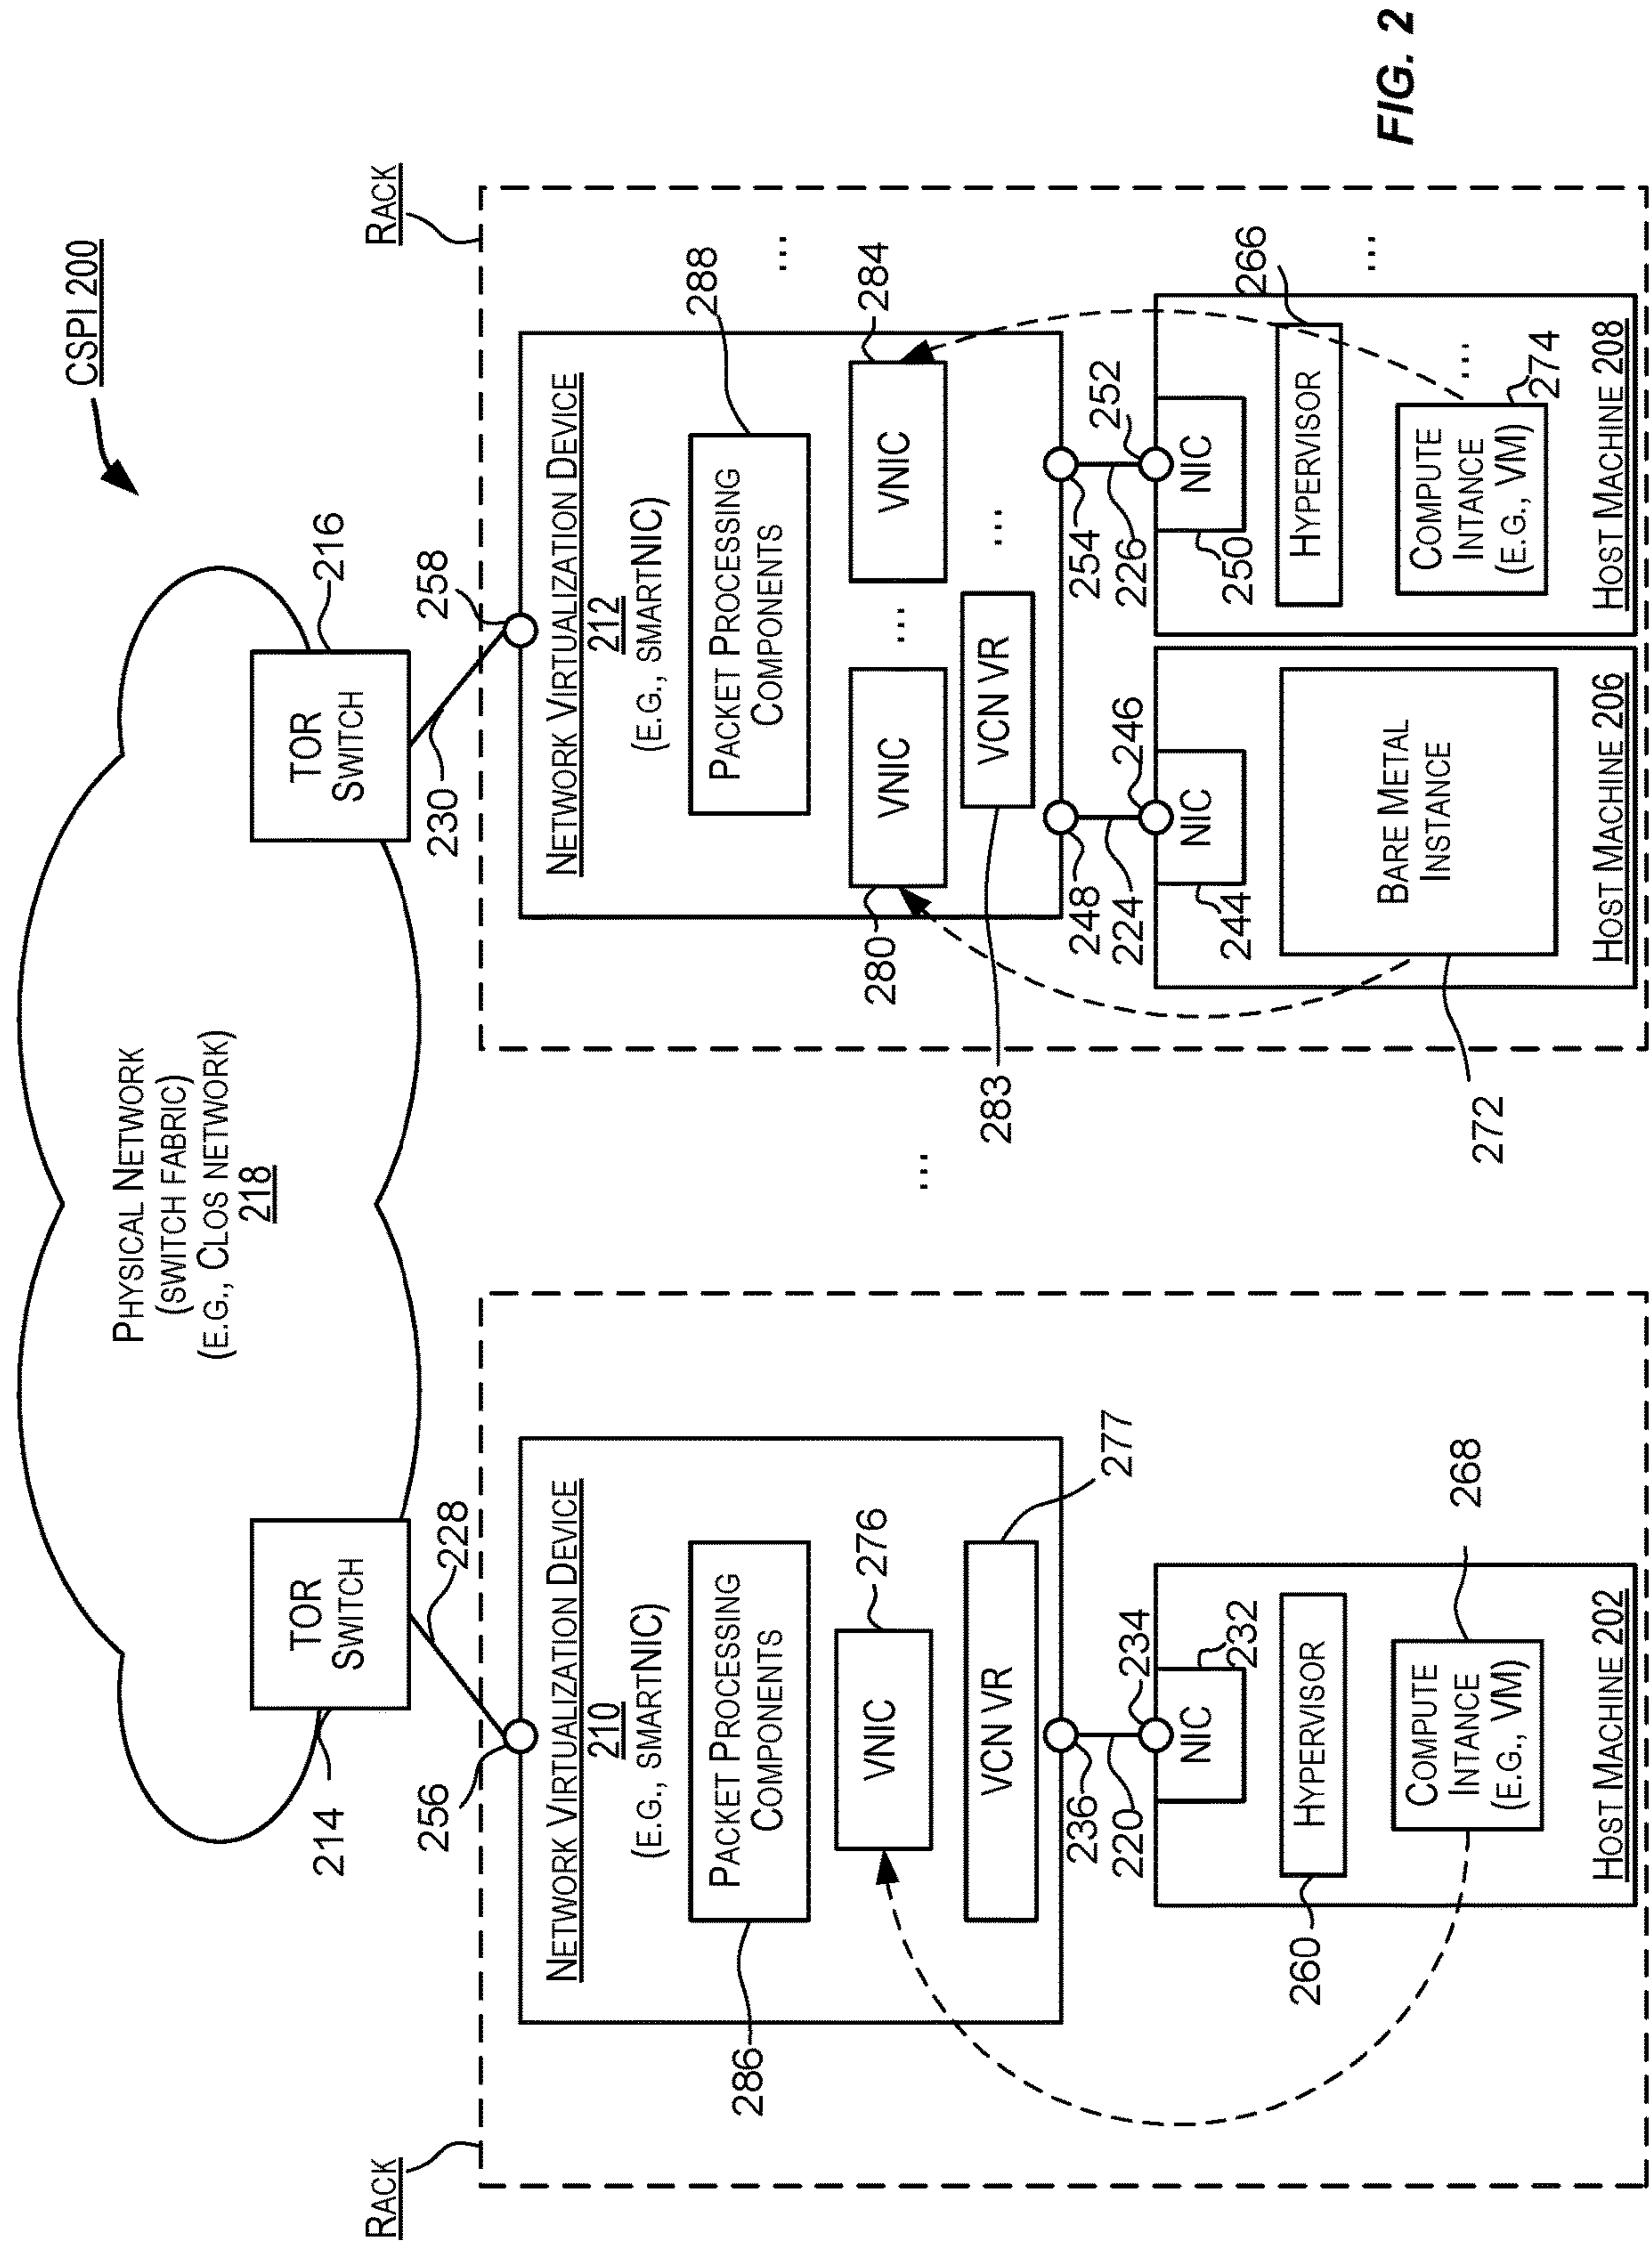 CSPI 200
PHYSICAL NETWORK
(SWITCH FABRIC)
(E.G., CLOS NETWORK)
218
TOR
SWITCH
214
TOR
SWITCH
216
228
230
RACK
RACK
256
258
NETWORK VIRTUALIZATION DEVICE
210
(E.G., SMARTNIC)
PACKET PROCESSING
COMPONENTS
286
VNIC
276
VCN VR
277
236
220
234
NIC
232
HYPERVISOR
260
COMPUTE
INTANCE
(E.G., VM)
268
HOST MACHINE 202
...
NETWORK VIRTUALIZATION DEVICE
212
(E.G., SMARTNIC)
PACKET PROCESSING
COMPONENTS
288
...
VNIC
280
...
VNIC
284
VCN VR
283
...
248
224
246
254
226
252
NIC
244
BARE METAL
INSTANCE
272
HOST MACHINE 206
NIC
250
HYPERVISOR
266
COMPUTE
INTANCE
(E.G., VM)
274
...
HOST MACHINE 208
...
FIG. 2